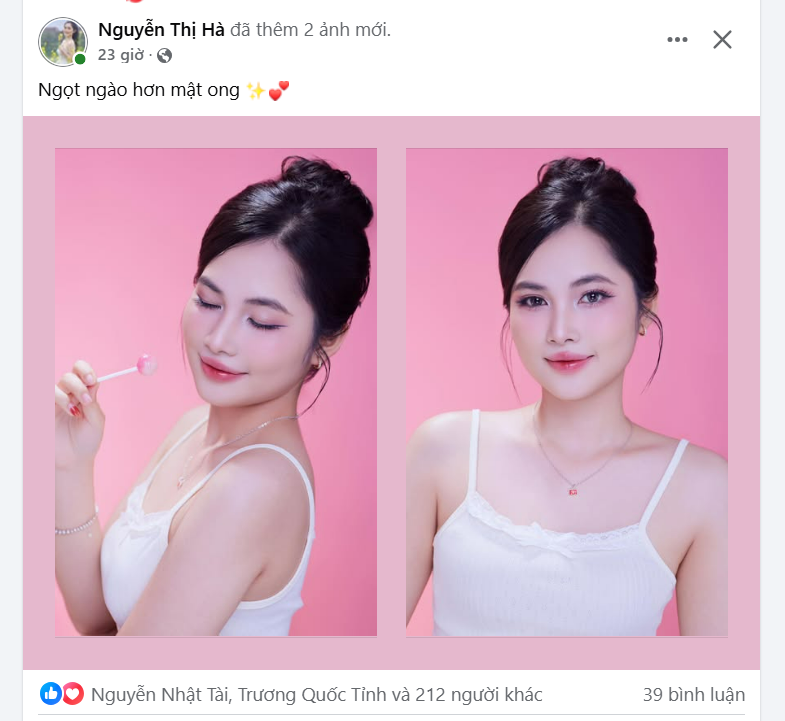 Nguyễn Thị Hà đã thêm 2 ảnh mới.
23 giờ ·
Ngọt ngào hơn mật ong ✨💕
Nguyễn Nhật Tài, Trương Quốc Tỉnh và 212 người khác
39 bình luận